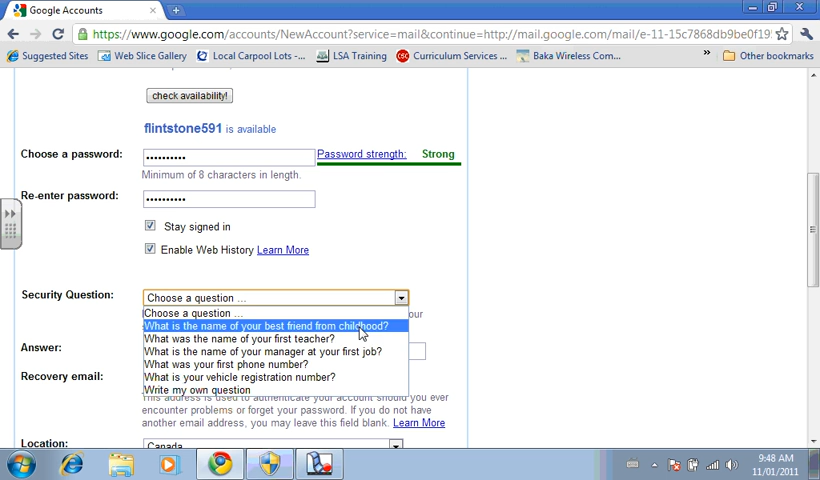 Google Accounts
https://www.google.com/accounts/NewAccount?service=mail&continue=http://mail.google.com/mail/e-11-15c7868db9be0f19
Suggested Sites Web Slice Gallery Local Carpool Lots -... LSA Training Curriculum Services ... Baka Wireless Com... » Other bookmarks
check availability!
flintstone591 is available
Choose a password: •••••••••• Password strength: Strong
Minimum of 8 characters in length.
Re-enter password: ••••••••••
Stay signed in
Enable Web History Learn More
Security Question: Choose a question ...
Choose a question ...
What is the name of your best friend from childhood?
What was the name of your first teacher?
Answer: What is the name of your manager at your first job?
What was your first phone number?
Recovery email: What is your vehicle registration number?
Write my own question
This address is used to authenticate your account should you ever
encounter problems or forget your password. If you do not have
another email address, you may leave this field blank. Learn More
Location: Canada
9:48 AM
11/01/2011